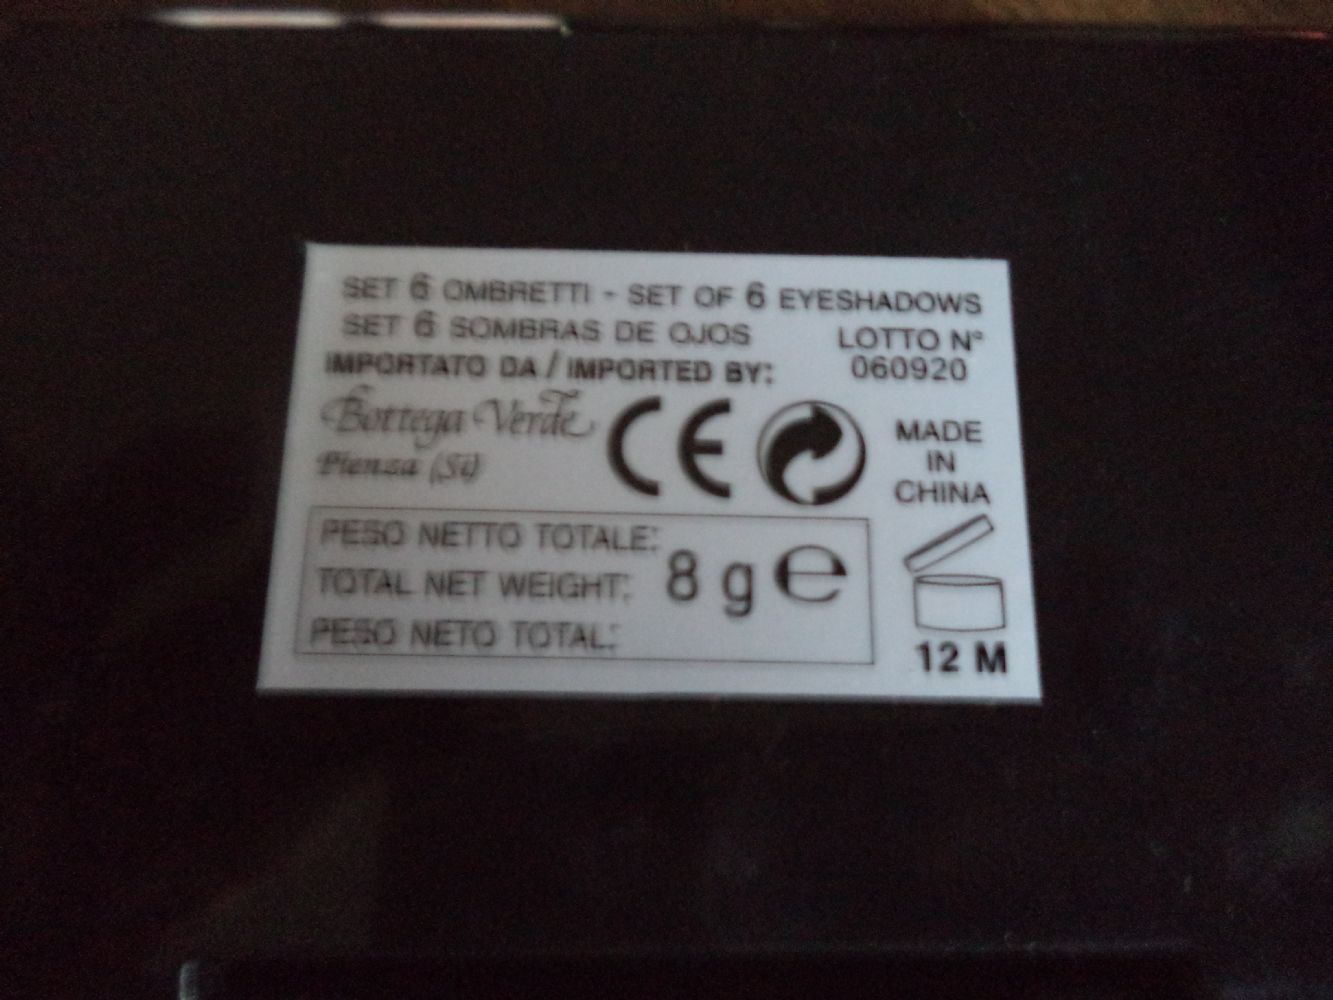 SET 6 OMBRETTI - SET OF 6 EYESHADOWS
SET 6 SOMBRAS DE OJOS
LOTTO N°
060920
IMPORTATO DA / IMPORTED BY:
Bottega Verde
Pienza (Si)
CE
MADE
IN
CHINA
PESO NETTO TOTALE:
TOTAL NET WEIGHT:
PESO NETO TOTAL:
8 g e
12 M